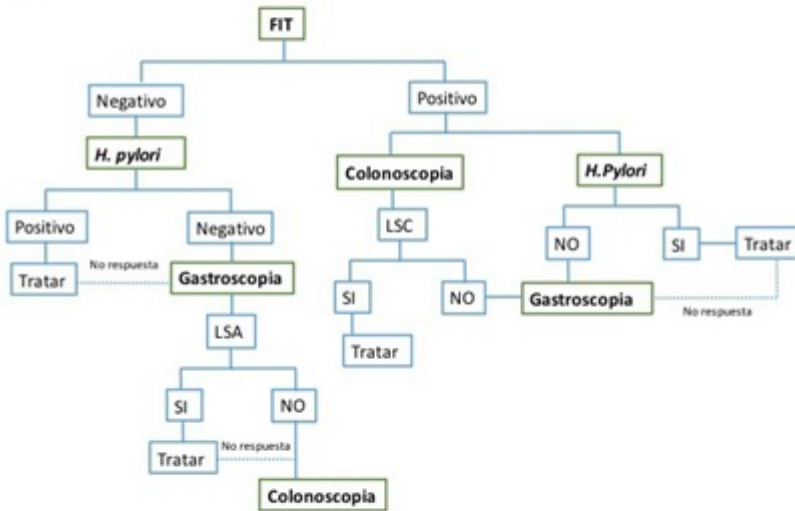 FIT
Negativo
Positivo
H. pylori
Colonoscopia
H.Pylori
Positivo
Negativo
LSC
NO
SI
Tratar
Tratar
No respuesta
Gastroscopia
SI
NO
Gastroscopia
No respuesta
LSA
Tratar
SI
NO
Tratar
No respuesta
Colonoscopia